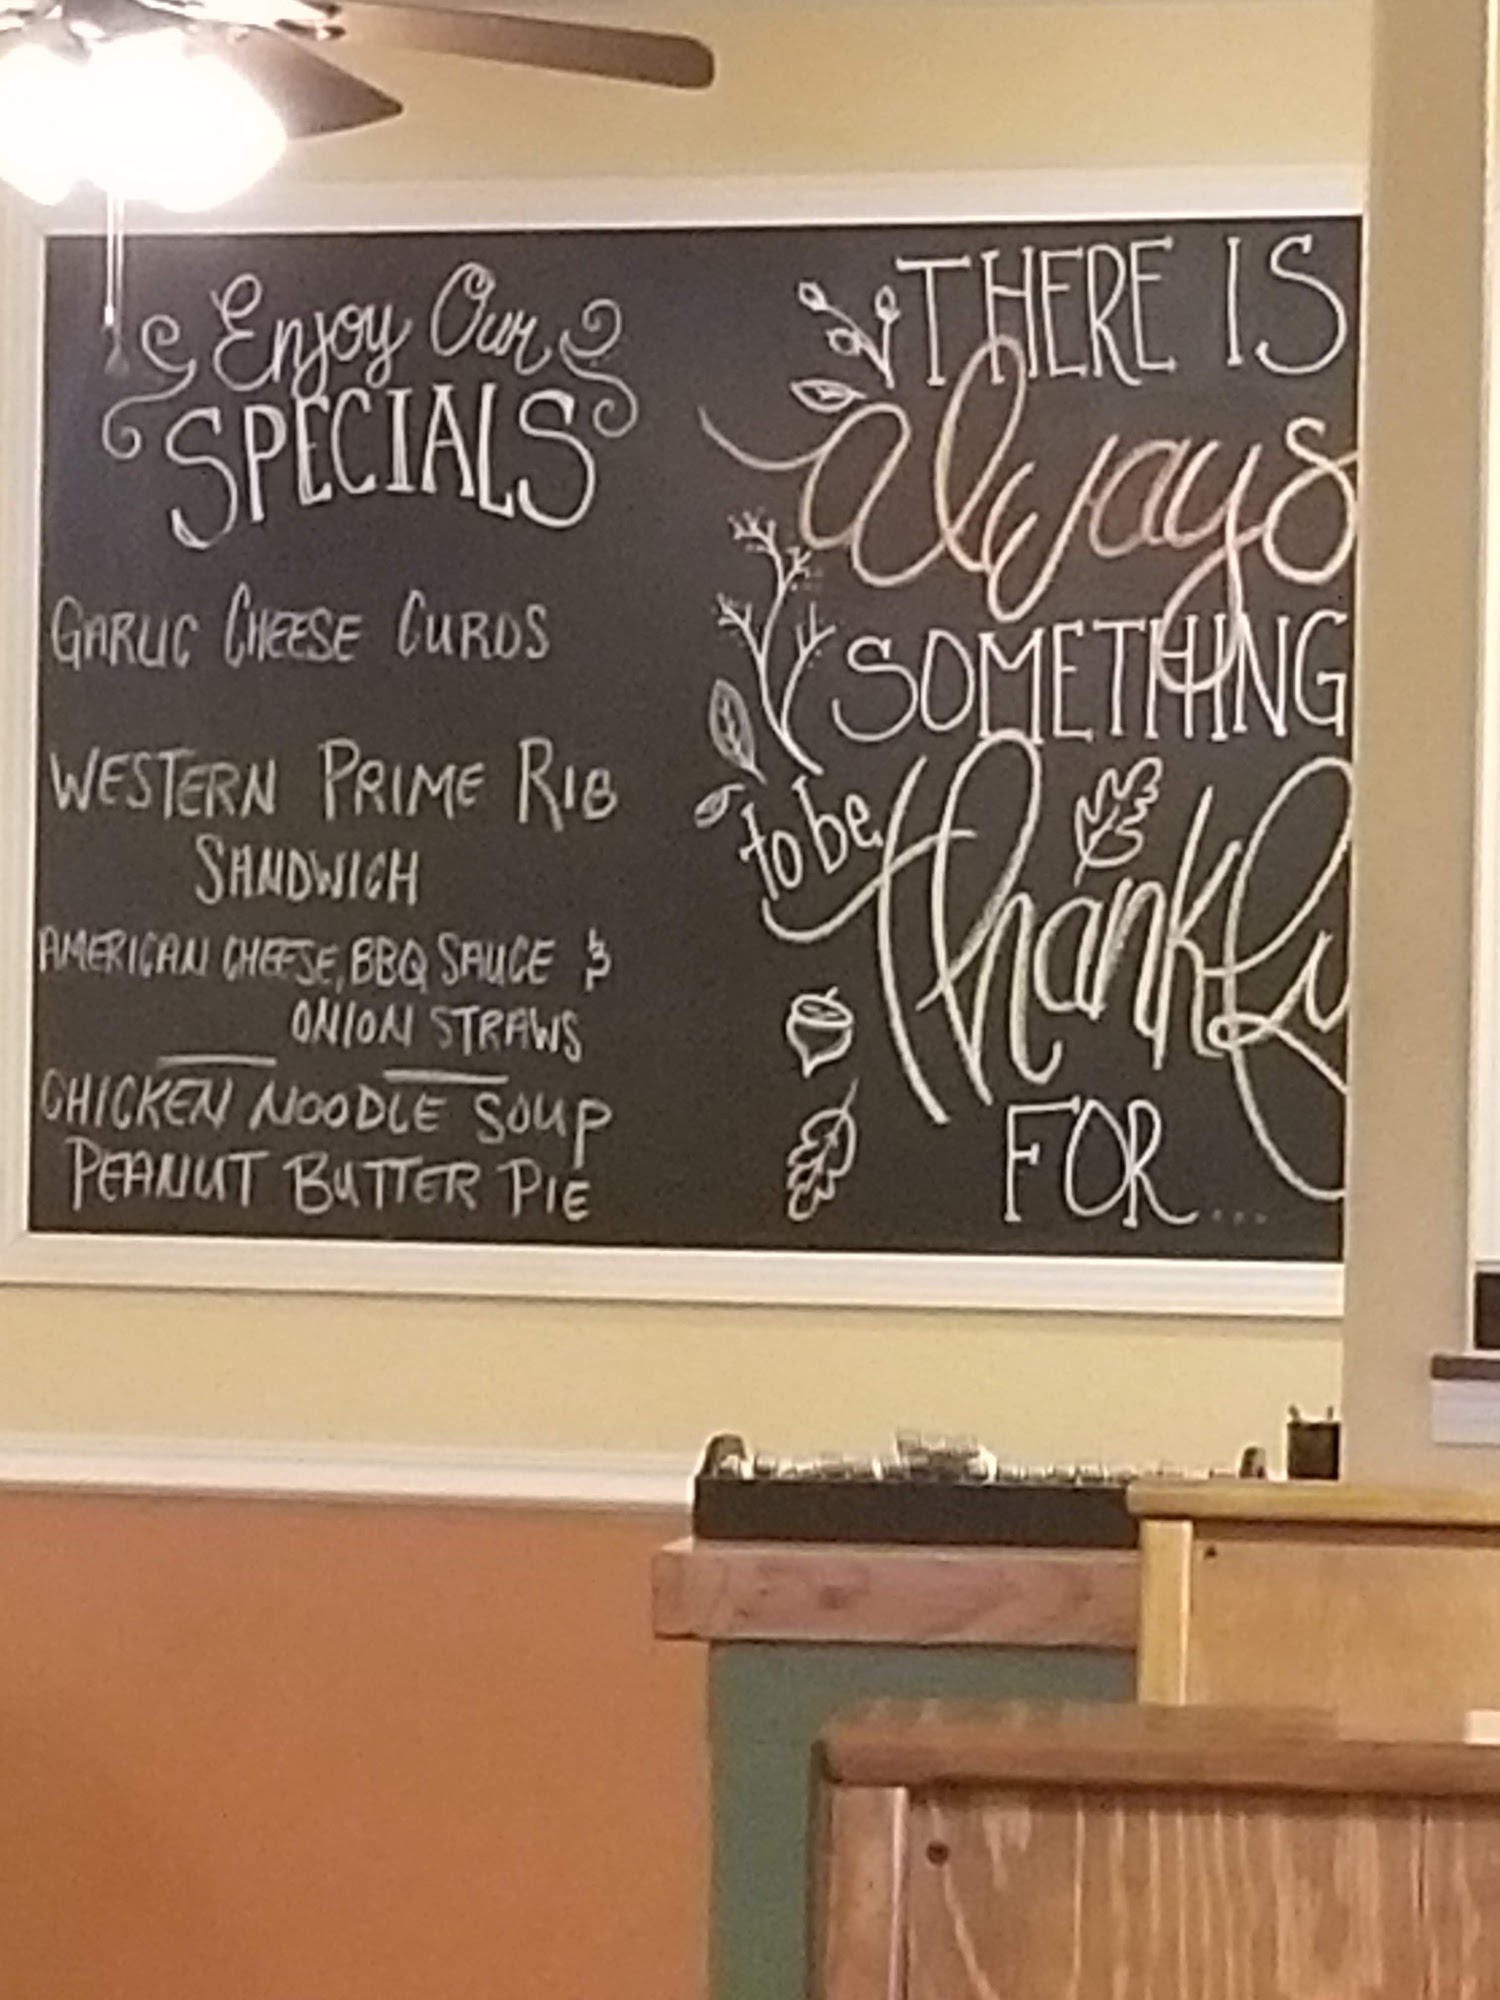 Enjoy Our
SPECIALS
GARLIC CHEESE CURDS
WESTERN PRIME RIB
SANDWICH
AMERICAN CHEESE, BBQ SAUCE &
ONION STRAWS
CHICKEN NOODLE SOUP
PEANUT BUTTER PIE
THERE IS
always
SOMETHING
to be
thankfu
FOR...